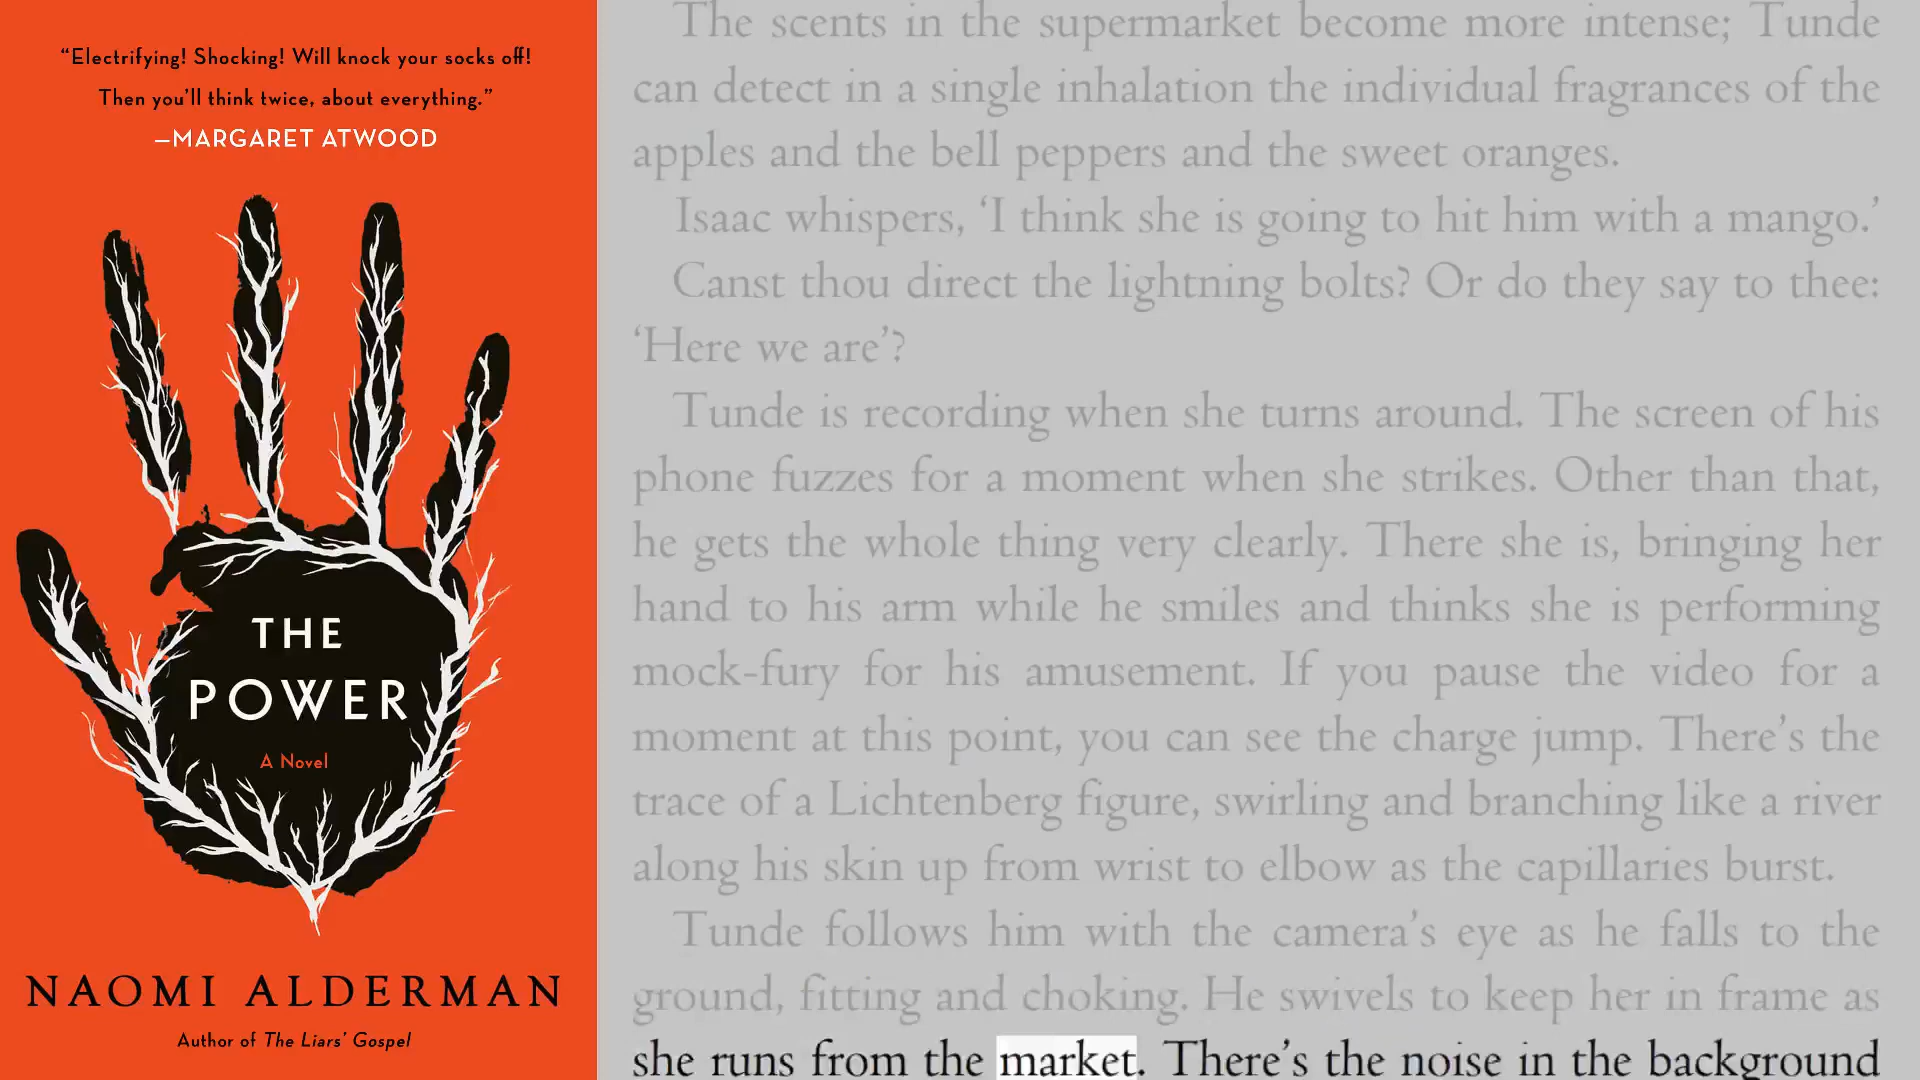 “Electrifying! Shocking! Will knock your socks off!
Then you’ll think twice, about everything.”
—MARGARET ATWOOD
THE
POWER
A Novel
NAOMI ALDERMAN
Author of The Liars’ Gospel
The scents in the supermarket become more intense; Tunde
can detect in a single inhalation the individual fragrances of the
apples and the bell peppers and the sweet oranges.
Isaac whispers, ‘I think she is going to hit him with a mango.’
Canst thou direct the lightning bolts? Or do they say to thee:
‘Here we are’?
Tunde is recording when she turns around. The screen of his
phone fuzzes for a moment when she strikes. Other than that,
he gets the whole thing very clearly. There she is, bringing her
hand to his arm while he smiles and thinks she is performing
mock-fury for his amusement. If you pause the video for a
moment at this point, you can see the charge jump. There’s the
trace of a Lichtenberg figure, swirling and branching like a river
along his skin up from wrist to elbow as the capillaries burst.
Tunde follows him with the camera’s eye as he falls to the
ground, fitting and choking. He swivels to keep her in frame as
she runs from the market. There’s the noise in the background